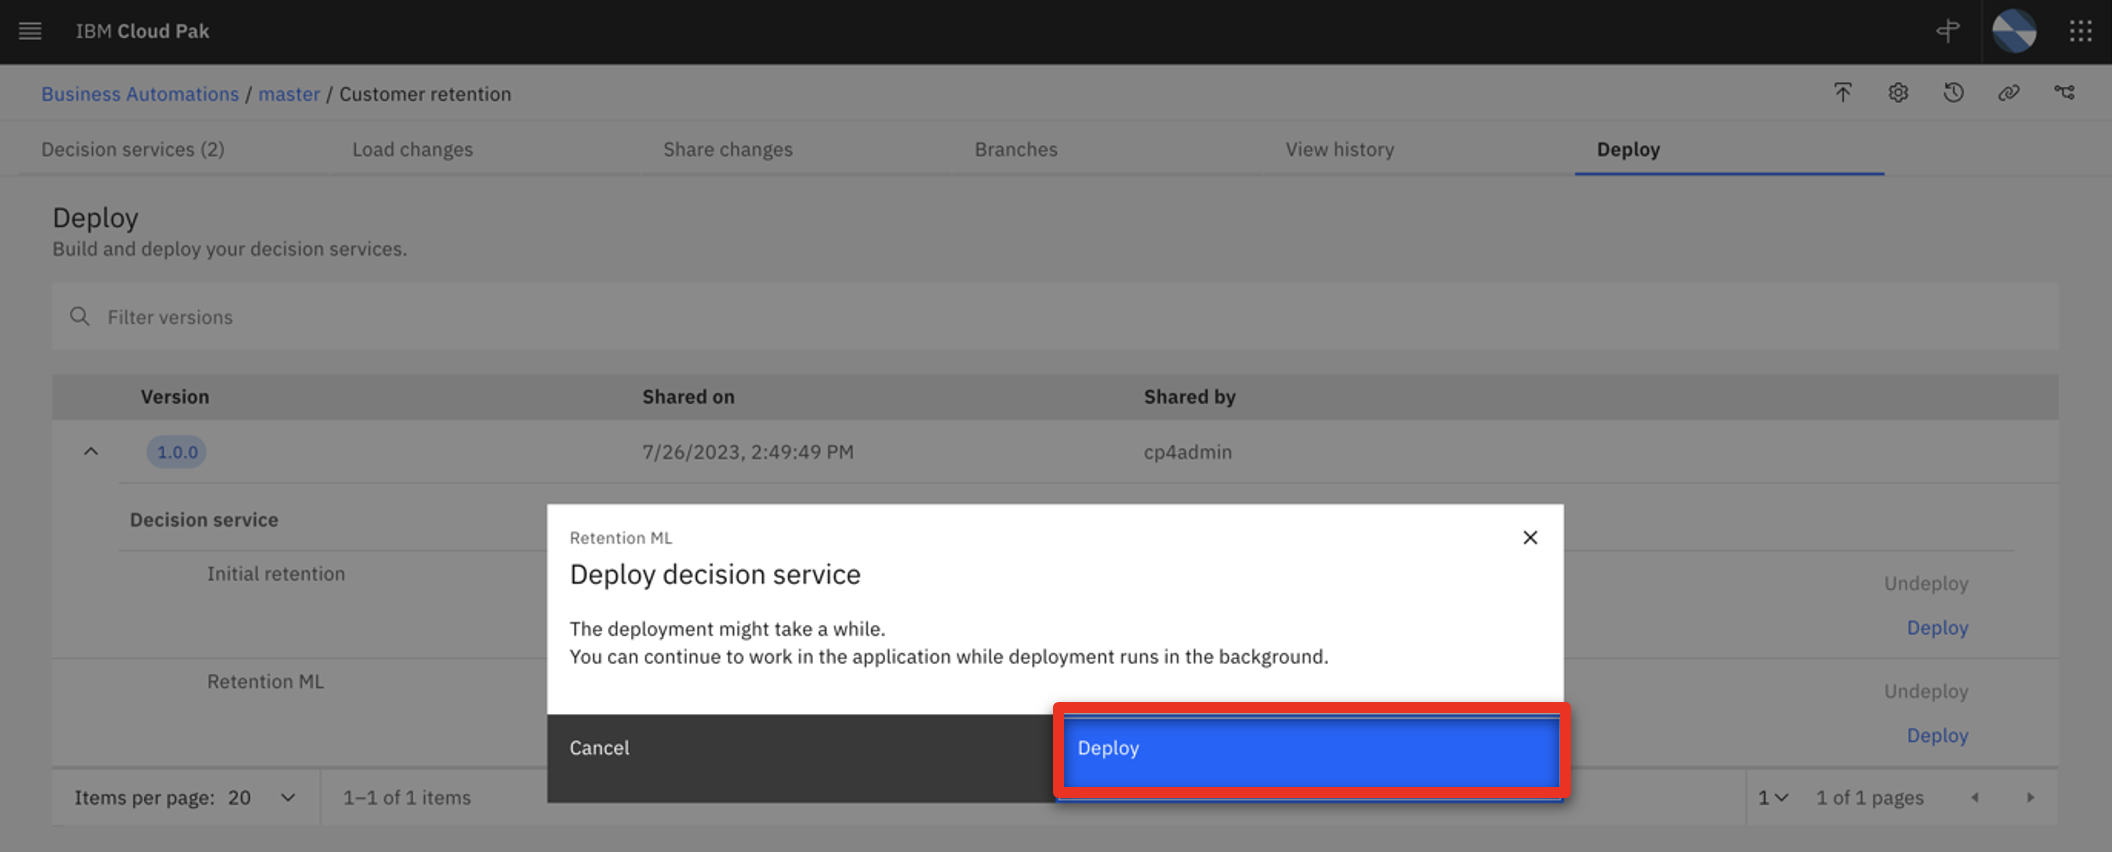 IBM Cloud Pak
Business Automations / master / Customer retention
Decision services (2) Load changes Share changes Branches View history Deploy
Deploy
Build and deploy your decision services.
Filter versions
Version Shared on Shared by
1.0.0 7/26/2023, 2:49:49 PM cp4admin
Decision service
Initial retention
Undeploy
Deploy
Retention ML
Undeploy
Deploy
Retention ML
Deploy decision service
The deployment might take a while.
You can continue to work in the application while deployment runs in the background.
Cancel Deploy
Items per page: 20 1–1 of 1 items 1 1 of 1 pages